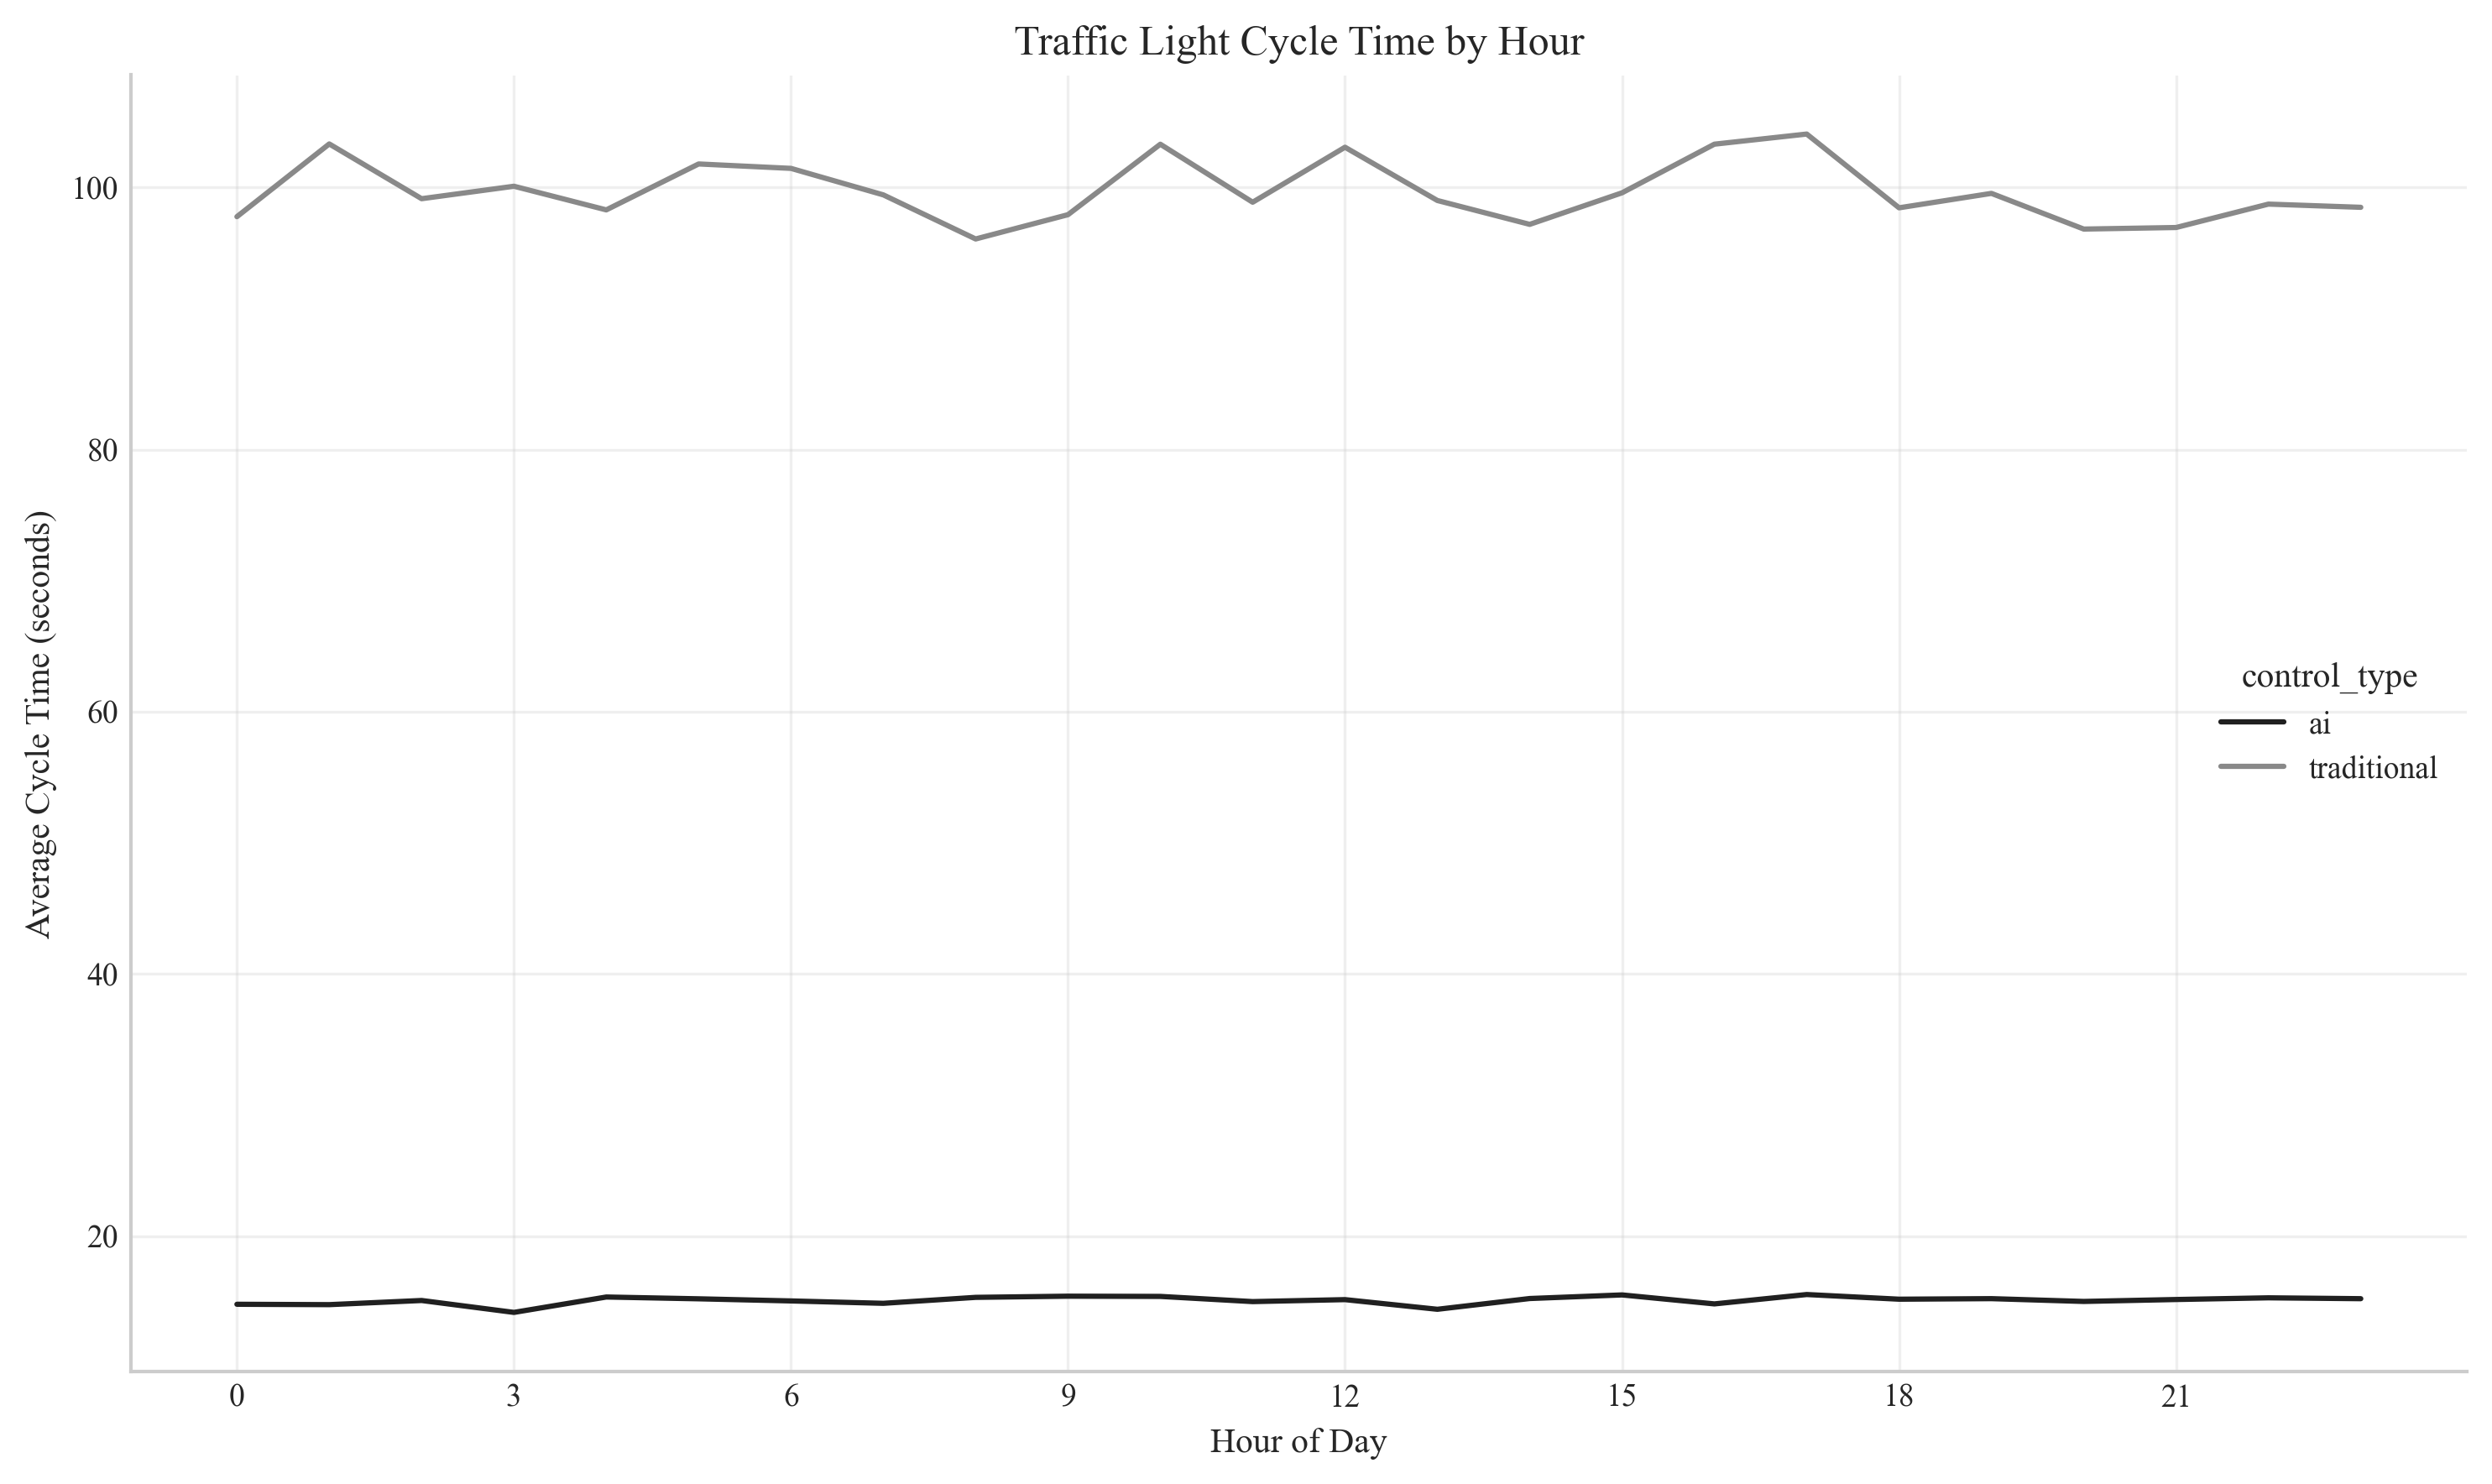 Traffic Light Cycle Time by Hour
Average Cycle Time (seconds)
100
80
60
40
20
control_type
ai
traditional
0 3 6 9 12 15 18 21
Hour of Day